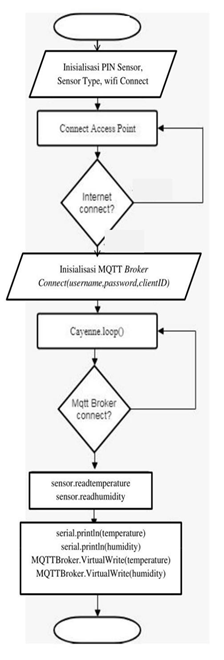 Inisialisasi PIN Sensor,
Sensor Type, wifi Connect
Connect Access Point
Internet
connect?
Inisialisasi MQTT Broker
Connect(username,password,clientID)
Cayenne.loop()
Mqtt Broker
connect?
sensor.readtemperature
sensor.readhumidity
serial.println(temperature)
serial.println(humidity)
MQTTBroker.VirtualWrite(temperature)
MQTTBroker.VirtualWrite(humidity)